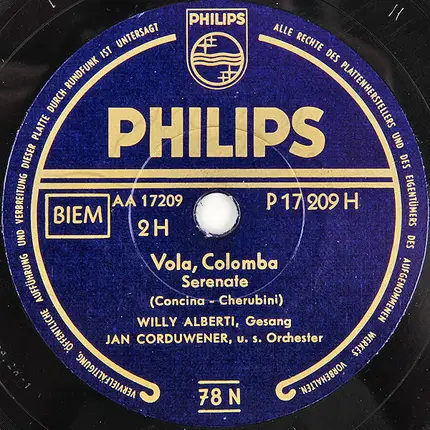 PHILIPS
ALLE RECHTE DES PLATTENHERSTELLERS UND DES EIGENTÜMERS DES AUFGENOMMENEN WERKES VORBEHALTEN
VERVIELFÄLTIGUNG, ÖFFENTLICHE AUFFÜHRUNG UND VERBREITUNG DIESER PLATTE DURCH RUNDFUNK IST UNTERSAGT
PHILIPS
BIEM
AA 17209
P 17209 H
2 H
Vola, Colomba
Serenate
(Concina - Cherubini)
WILLY ALBERTI, Gesang
JAN CORDUWENER, u. s. Orchester
78 N